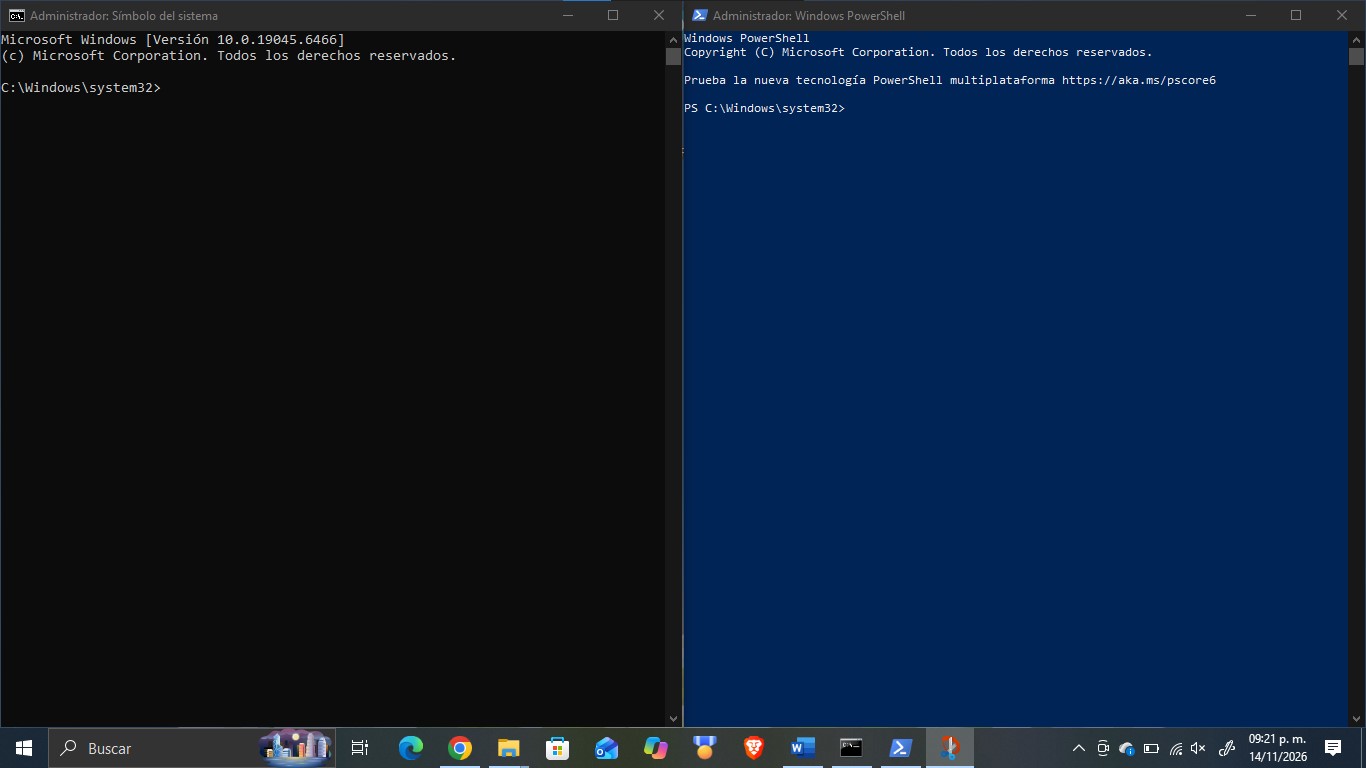 Administrador: Símbolo del sistema
Microsoft Windows [Versión 10.0.19045.6466]
(c) Microsoft Corporation. Todos los derechos reservados.
C:\Windows\system32>
Administrador: Windows PowerShell
Windows PowerShell
Copyright (C) Microsoft Corporation. Todos los derechos reservados.
Prueba la nueva tecnología PowerShell multiplataforma https://aka.ms/pscore6
PS C:\Windows\system32>
Buscar
09:21 p. m.
14/11/2026